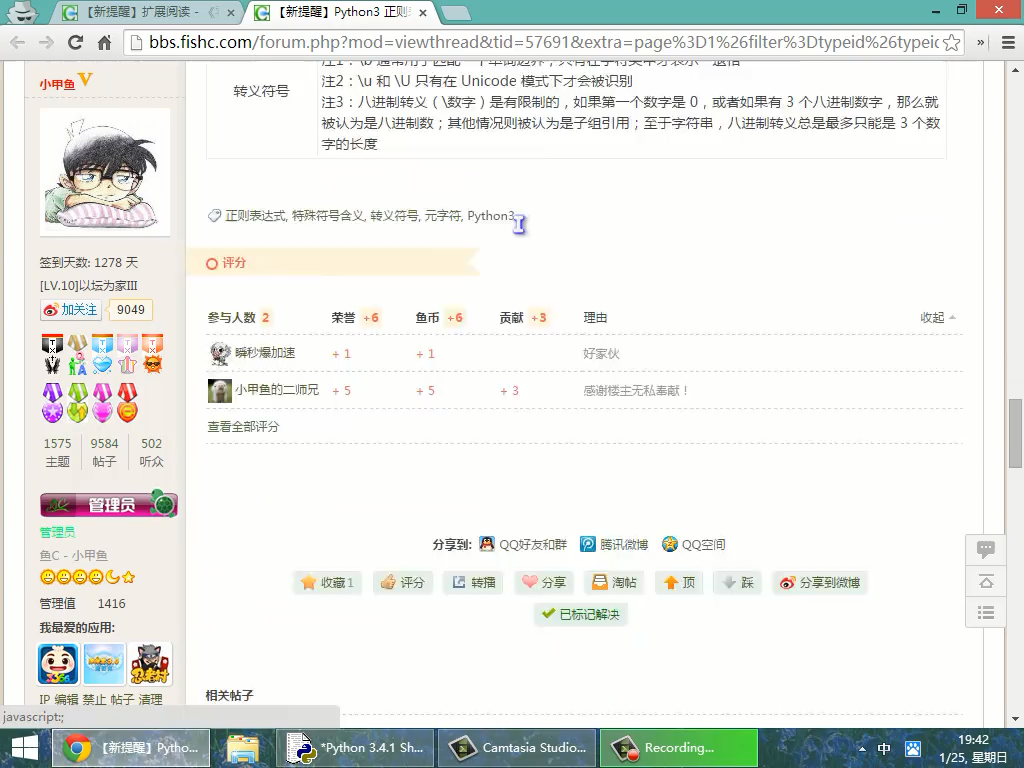 【新提醒】扩展阅读 - 《
【新提醒】Python3 正则
bbs.fishc.com/forum.php?mod=viewthread&tid=57691&extra=page%3D1%26filter%3Dtypeid%26typeic
小甲鱼
转义符号
注2：\u 和 \U 只有在 Unicode 模式下才会被识别
注3：八进制转义（\数字）是有限制的，如果第一个数字是 0，或者如果有 3 个八进制数字，那么就
被认为是八进制数；其他情况则被认为是子组引用；至于字符串，八进制转义总是最多只能是 3 个数
字的长度
正则表达式, 特殊符号含义, 转义符号, 元字符, Python3
评分
签到天数: 1278 天
[LV.10]以坛为家III
加关注 9049
参与人数 2 荣誉 +6 鱼币 +6 贡献 +3 理由 收起
瞬秒爆加速 + 1 + 1 好家伙
小甲鱼的二师兄 + 5 + 5 + 3 感谢楼主无私奉献！
查看全部评分
1575 9584 502
主题 帖子 听众
管理员
管理员
鱼C - 小甲鱼
管理值 1416
我最爱的应用:
IP 编辑 禁止 帖子 清理
分享到: QQ好友和群 腾讯微博 QQ空间
收藏1 评分 转播 分享 淘帖 顶 踩 分享到微博
已标记解决
相关帖子
javascript:;
【新提醒】Pytho...
*Python 3.4.1 Sh...
Camtasia Studio...
Recording...
中
19:42
1/25, 星期日